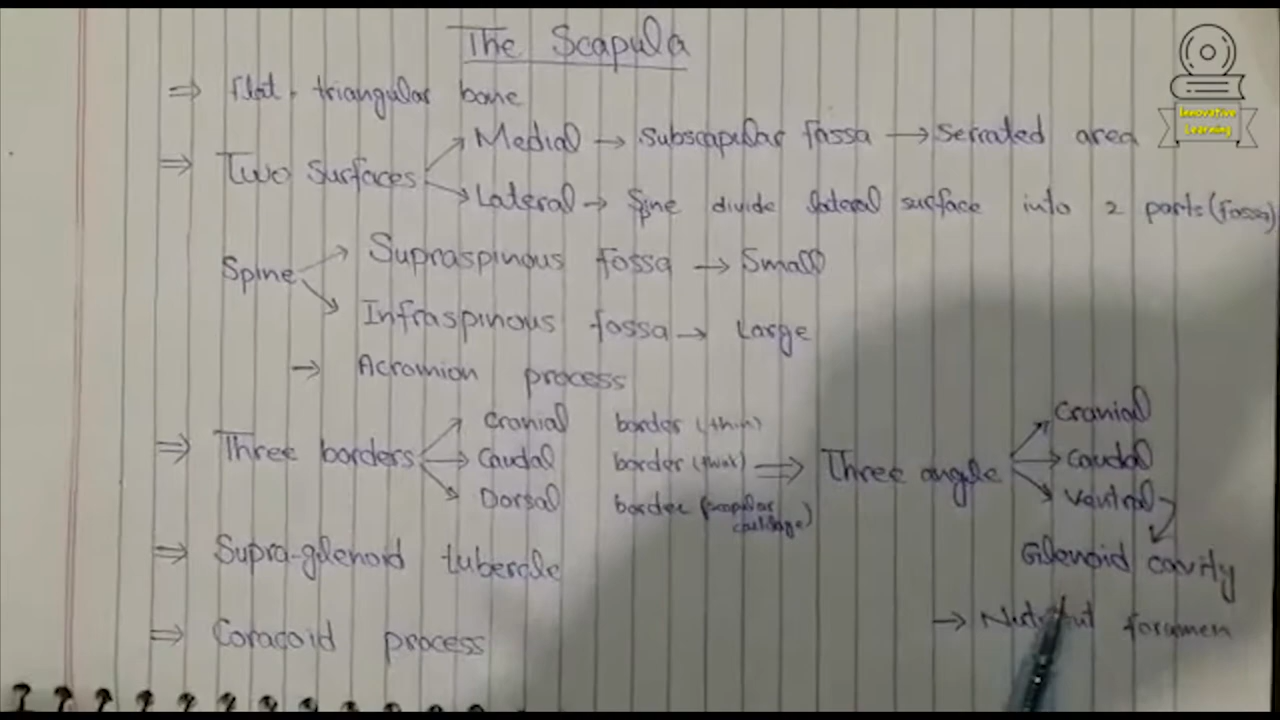 The Scapula
⇒ flat, triangular bone
⇒ Two Surfaces
→ Medial → Subscapular fossa → Serrated area
→ Lateral → Spine divide lateral surface into 2 parts (fossa)
Spine
→ Supraspinous fossa → Small
→ Infraspinous fossa → Large
→ Acromion process
⇒ Three borders
→ Cranial border (thin)
→ Caudal border
→ Dorsal border (scapular cartilage)
⇒ Three angle
→ Cranial
→ Caudal
→ Ventral
Glenoid cavity
→ foramen
⇒ Supra-glenoid tubercle
⇒ Coracoid process
Innovative
Learning